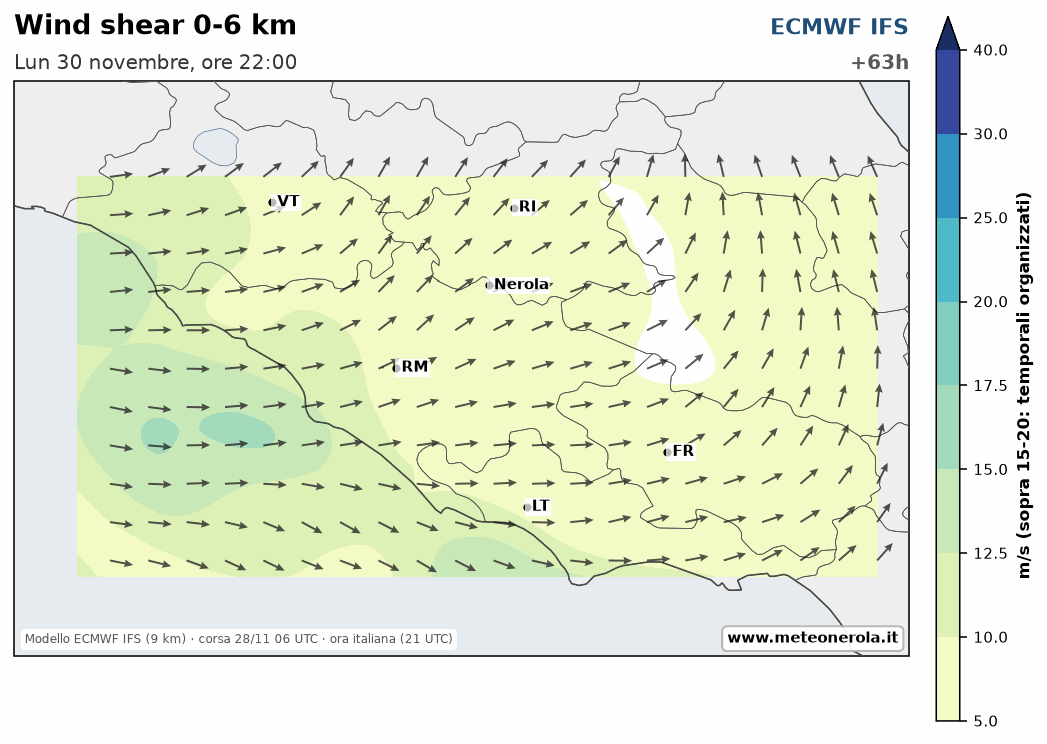 Wind shear 0-6 km
ECMWF IFS
Lun 30 novembre, ore 22:00
+63h
VT
RI
Nerola
RM
FR
LT
Modello ECMWF IFS (9 km) · corsa 28/11 06 UTC · ora italiana (21 UTC)
www.meteonerola.it
40.0
30.0
25.0
20.0
17.5
15.0
12.5
10.0
5.0
m/s (sopra 15-20: temporali organizzati)